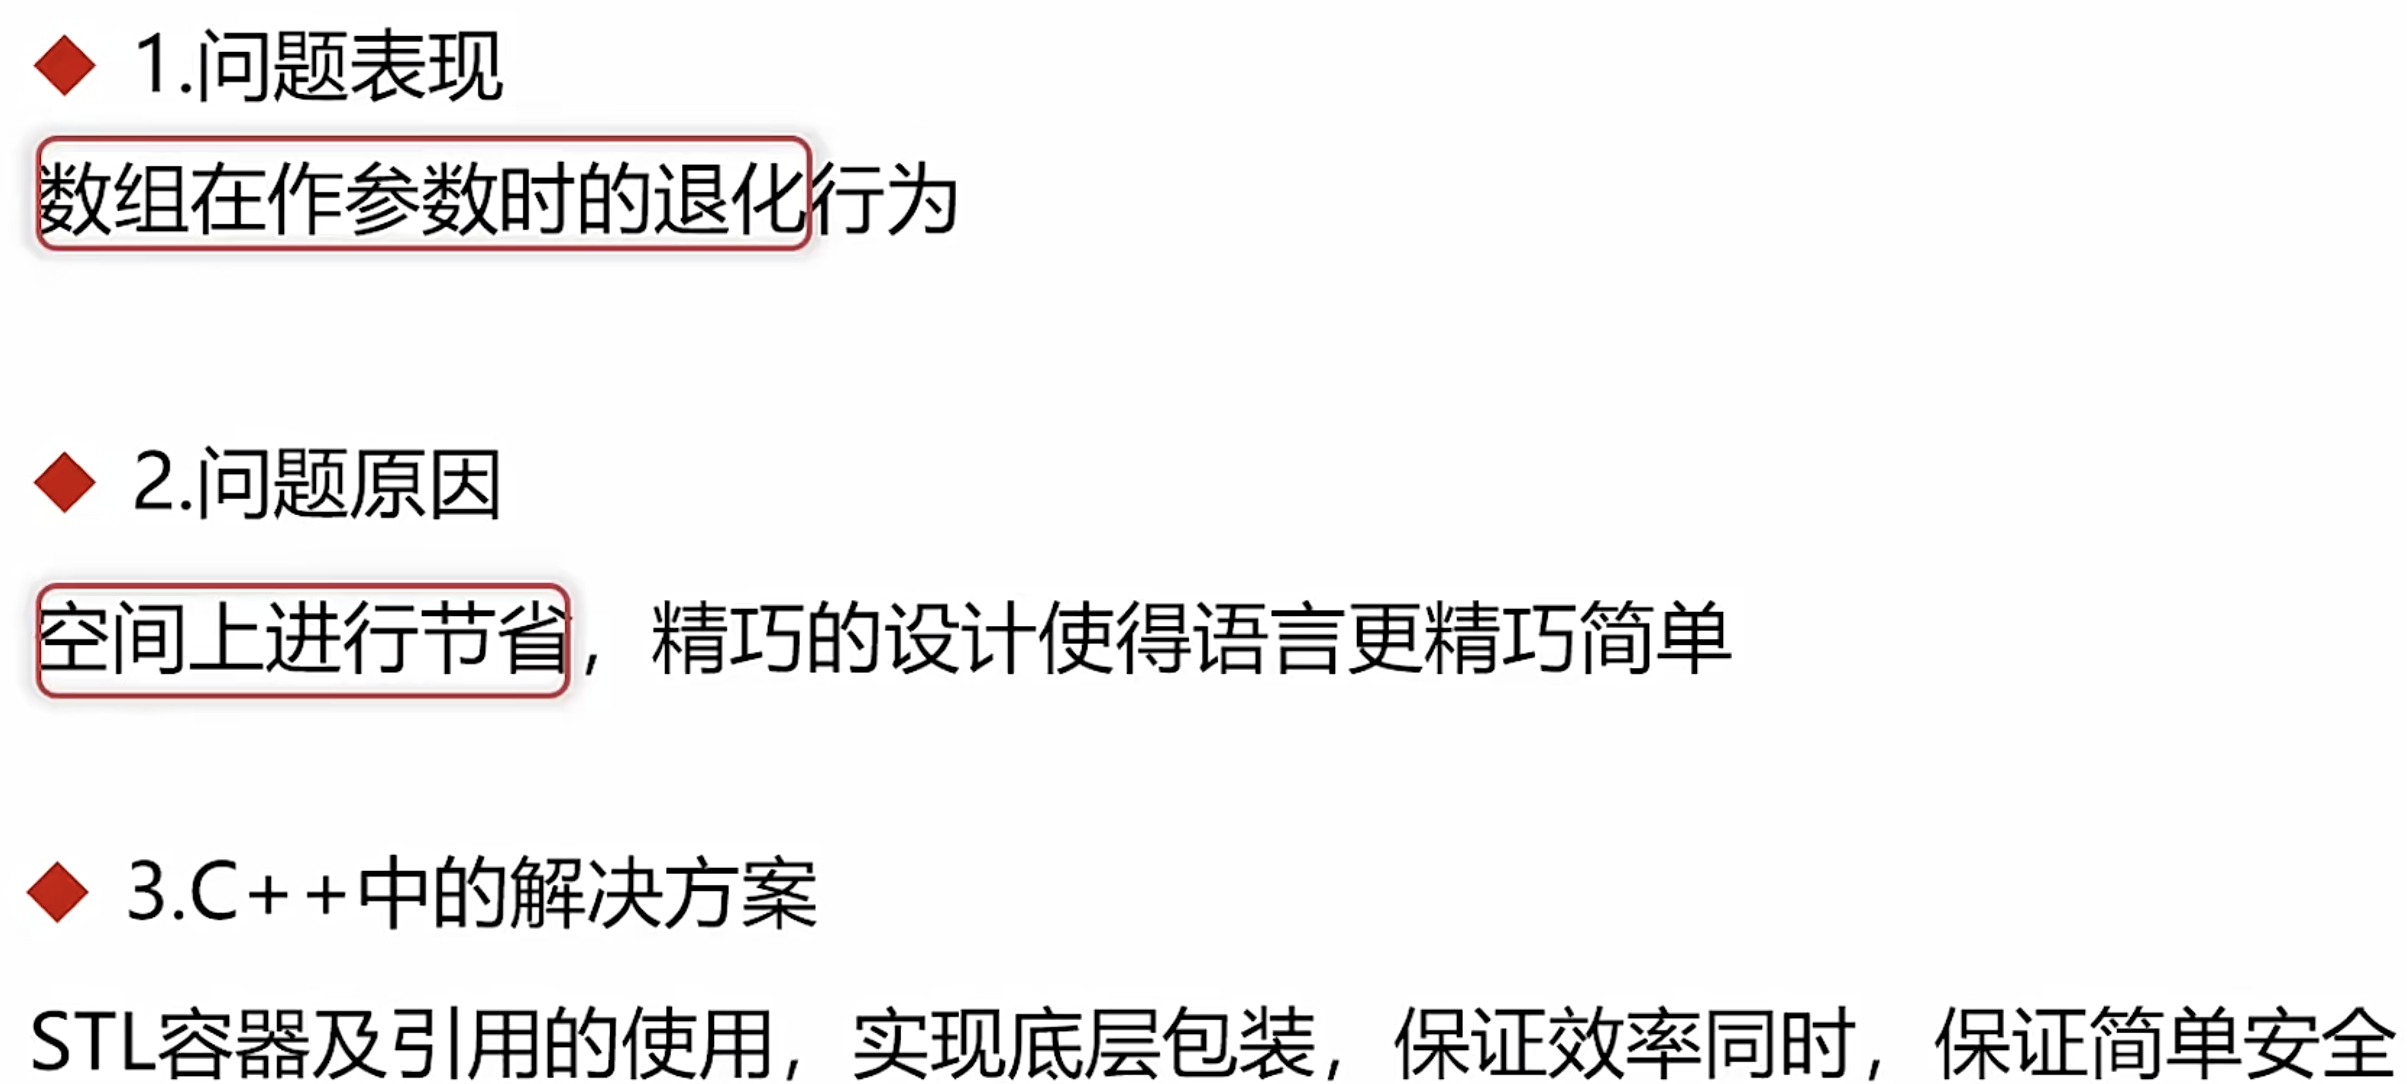 1.问题表现
数组在作参数时的退化行为
2.问题原因
空间上进行节省，精巧的设计使得语言更精巧简单
3.C++中的解决方案
STL容器及引用的使用，实现底层包装，保证效率同时，保证简单安全